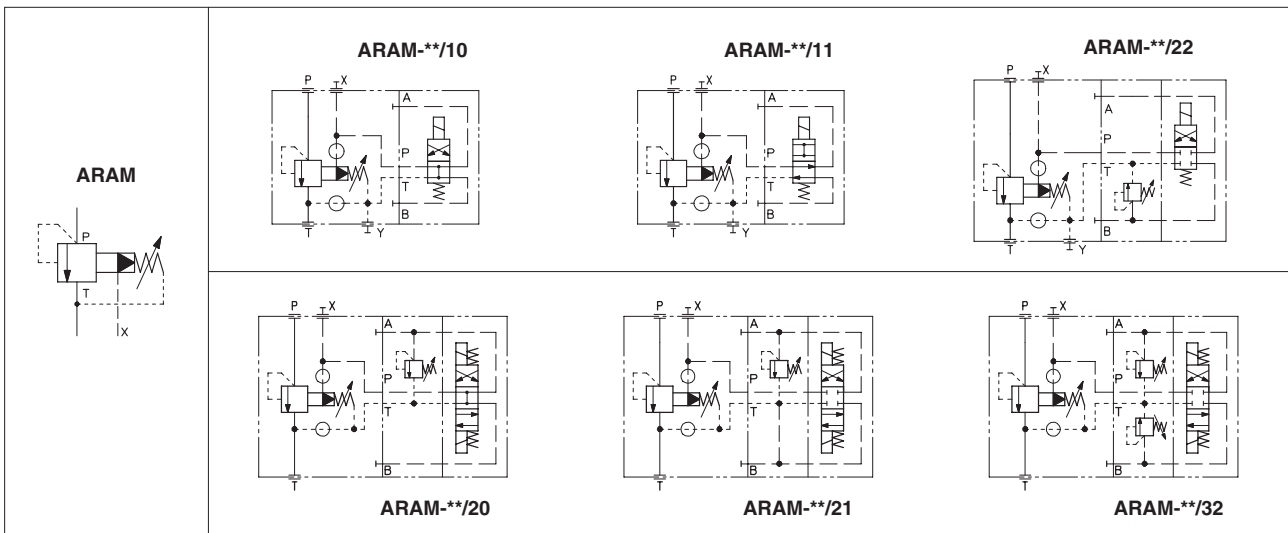 ARAM
P
T
X
ARAM-**/10
P X
A
P
T
B
T Y
ARAM-**/11
P X
A
P
T
B
T Y
ARAM-**/22
P X
A
P
T
B
T Y
P X
A
P
T
B
T
ARAM-**/20
P X
A
P
T
B
T
ARAM-**/21
P X
A
P
T
B
T
ARAM-**/32